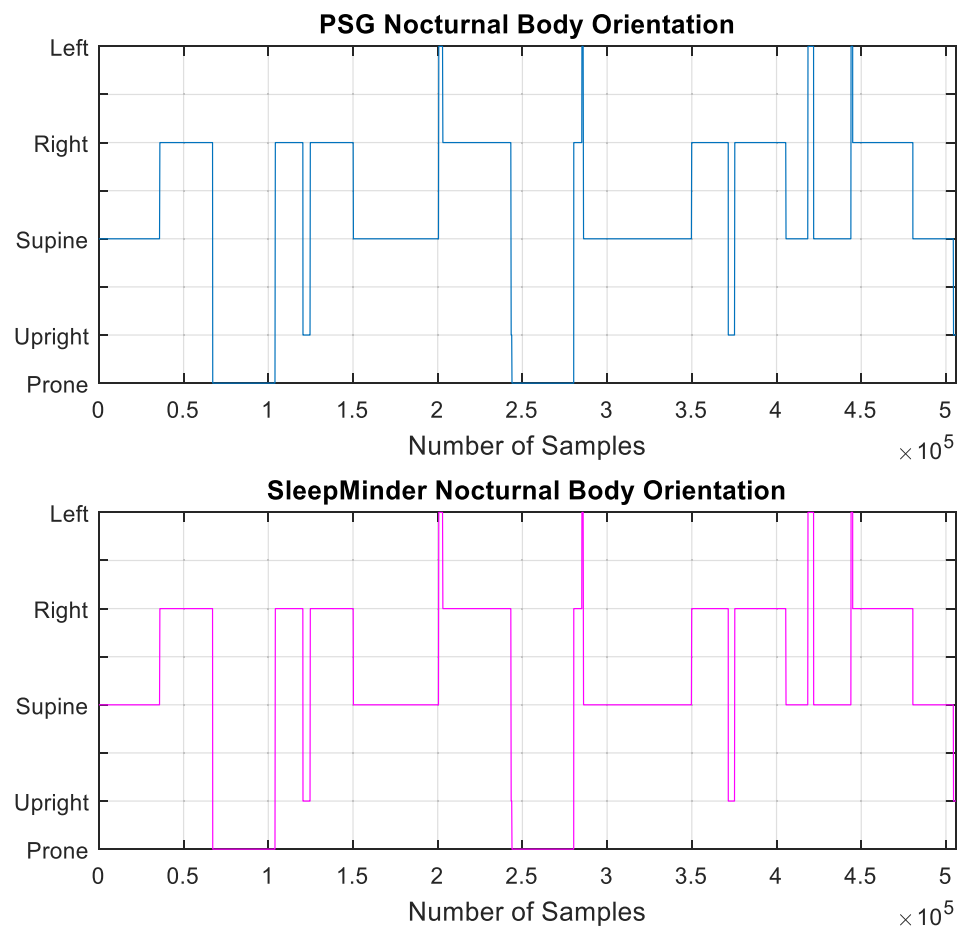 PSG Nocturnal Body Orientation
Left
Right
Supine
Upright
Prone
0 0.5 1 1.5 2 2.5 3 3.5 4 4.5 5
Number of Samples
×10^5
SleepMinder Nocturnal Body Orientation
Left
Right
Supine
Upright
Prone
0 0.5 1 1.5 2 2.5 3 3.5 4 4.5 5
Number of Samples
×10^5